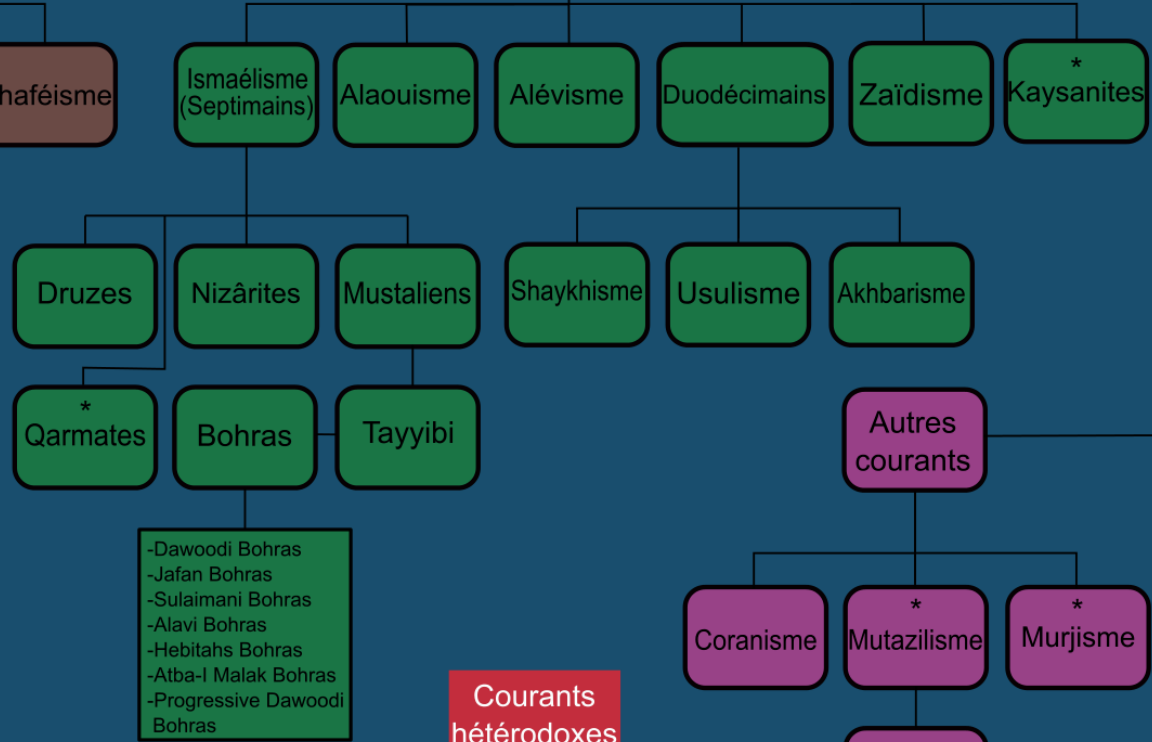 haféisme
Ismaélisme
(Septimains)
Alaouisme
Alévisme
Duodécimains
Zaïdisme
*
Kaysanites
Druzes
Nizârites
Mustaliens
Shaykhisme
Usulisme
Akhbarisme
*
Qarmates
Bohras
Tayyibi
Autres
courants
-Dawoodi Bohras
-Jafan Bohras
-Sulaimani Bohras
-Alavi Bohras
-Hebitahs Bohras
-Atba-I Malak Bohras
-Progressive Dawoodi
Bohras
Coranisme
*
Mutazilisme
*
Murjisme
Courants
hétérodoxes